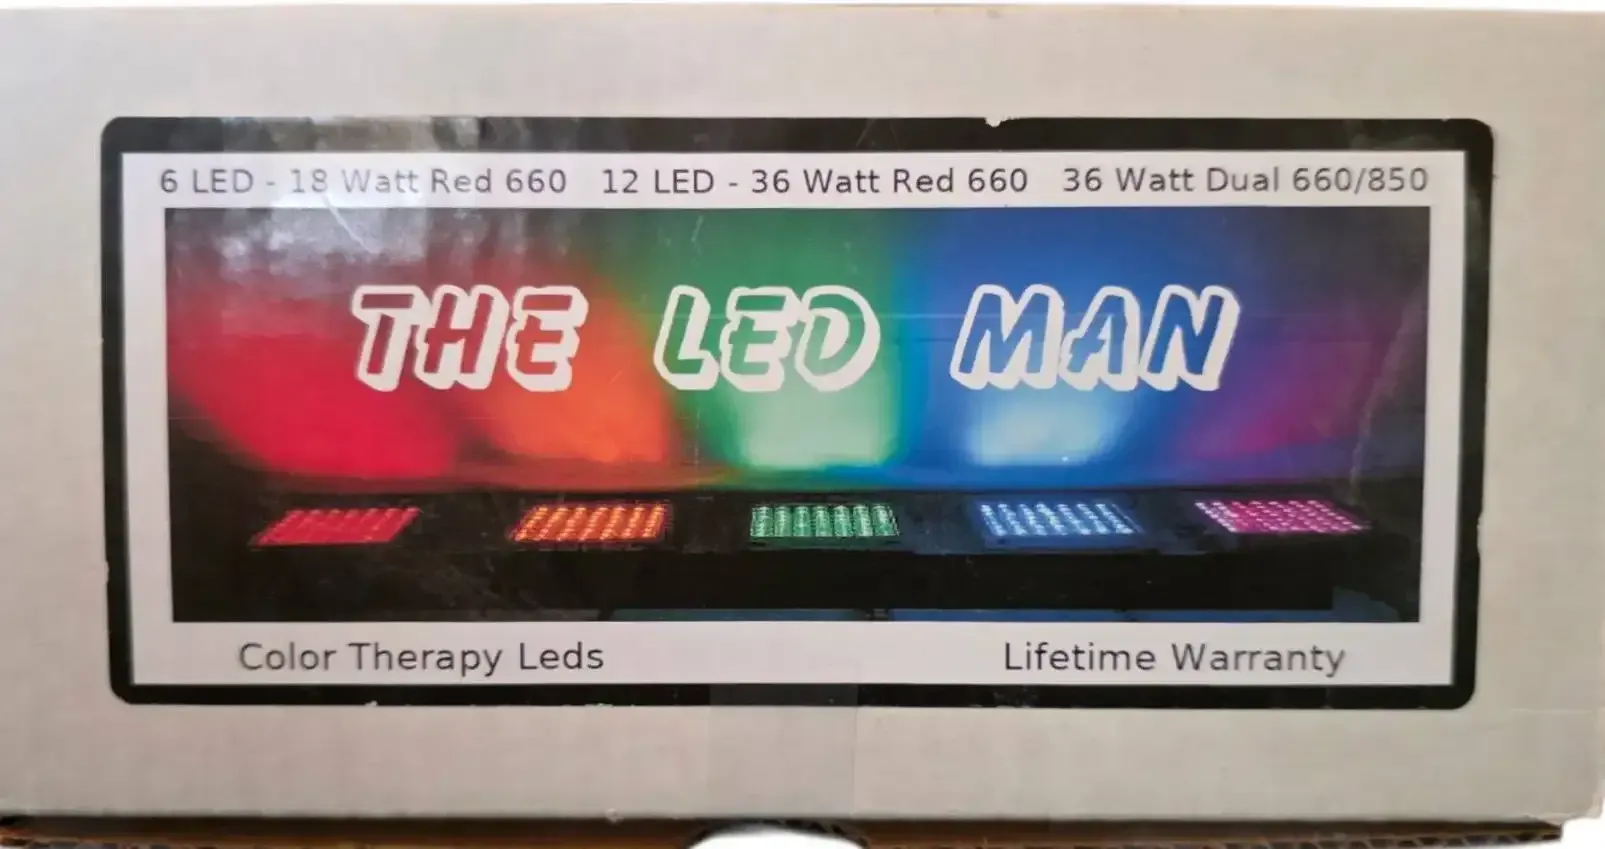 6 LED - 18 Watt Red 660 12 LED - 36 Watt Red 660 36 Watt Dual 660/850
THE LED MAN
Color Therapy Leds Lifetime Warranty